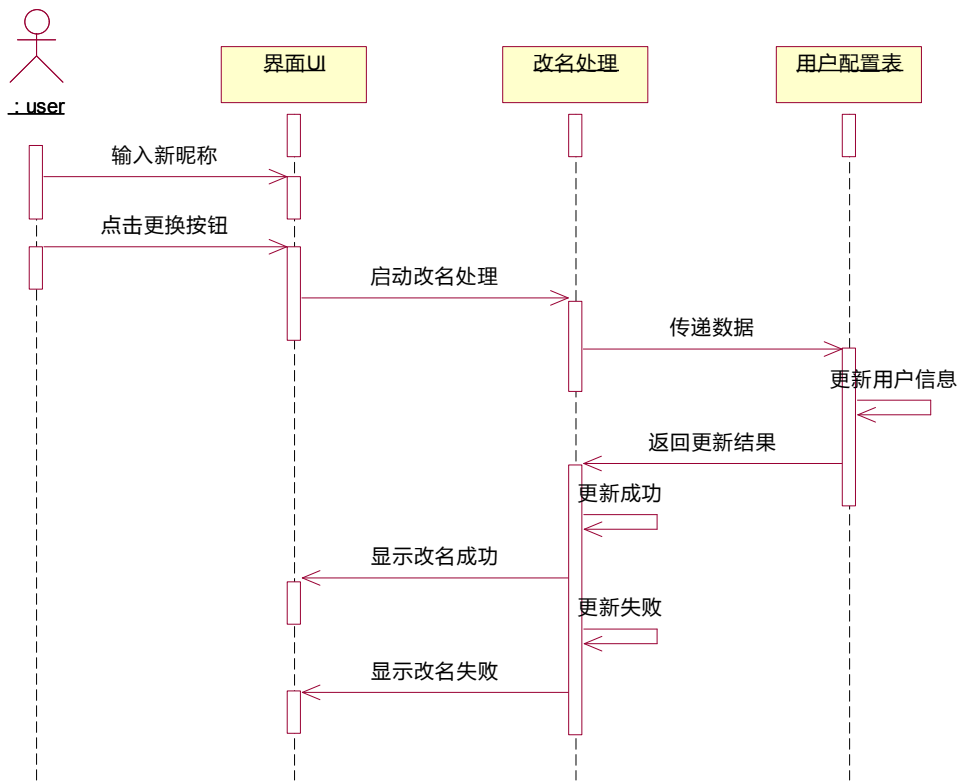 界面UI
改名处理
用户配置表
: user
输入新昵称
点击更换按钮
启动改名处理
传递数据
更新用户信息
返回更新结果
更新成功
显示改名成功
更新失败
显示改名失败